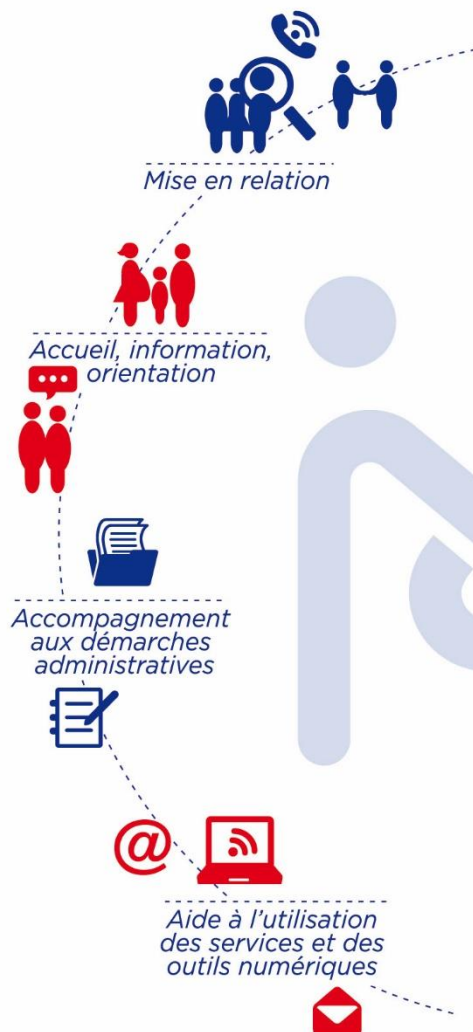 Mise en relation
Accueil, information,
orientation
Accompagnement
aux démarches
administratives
@
Aide à l'utilisation
des services et des
outils numériques